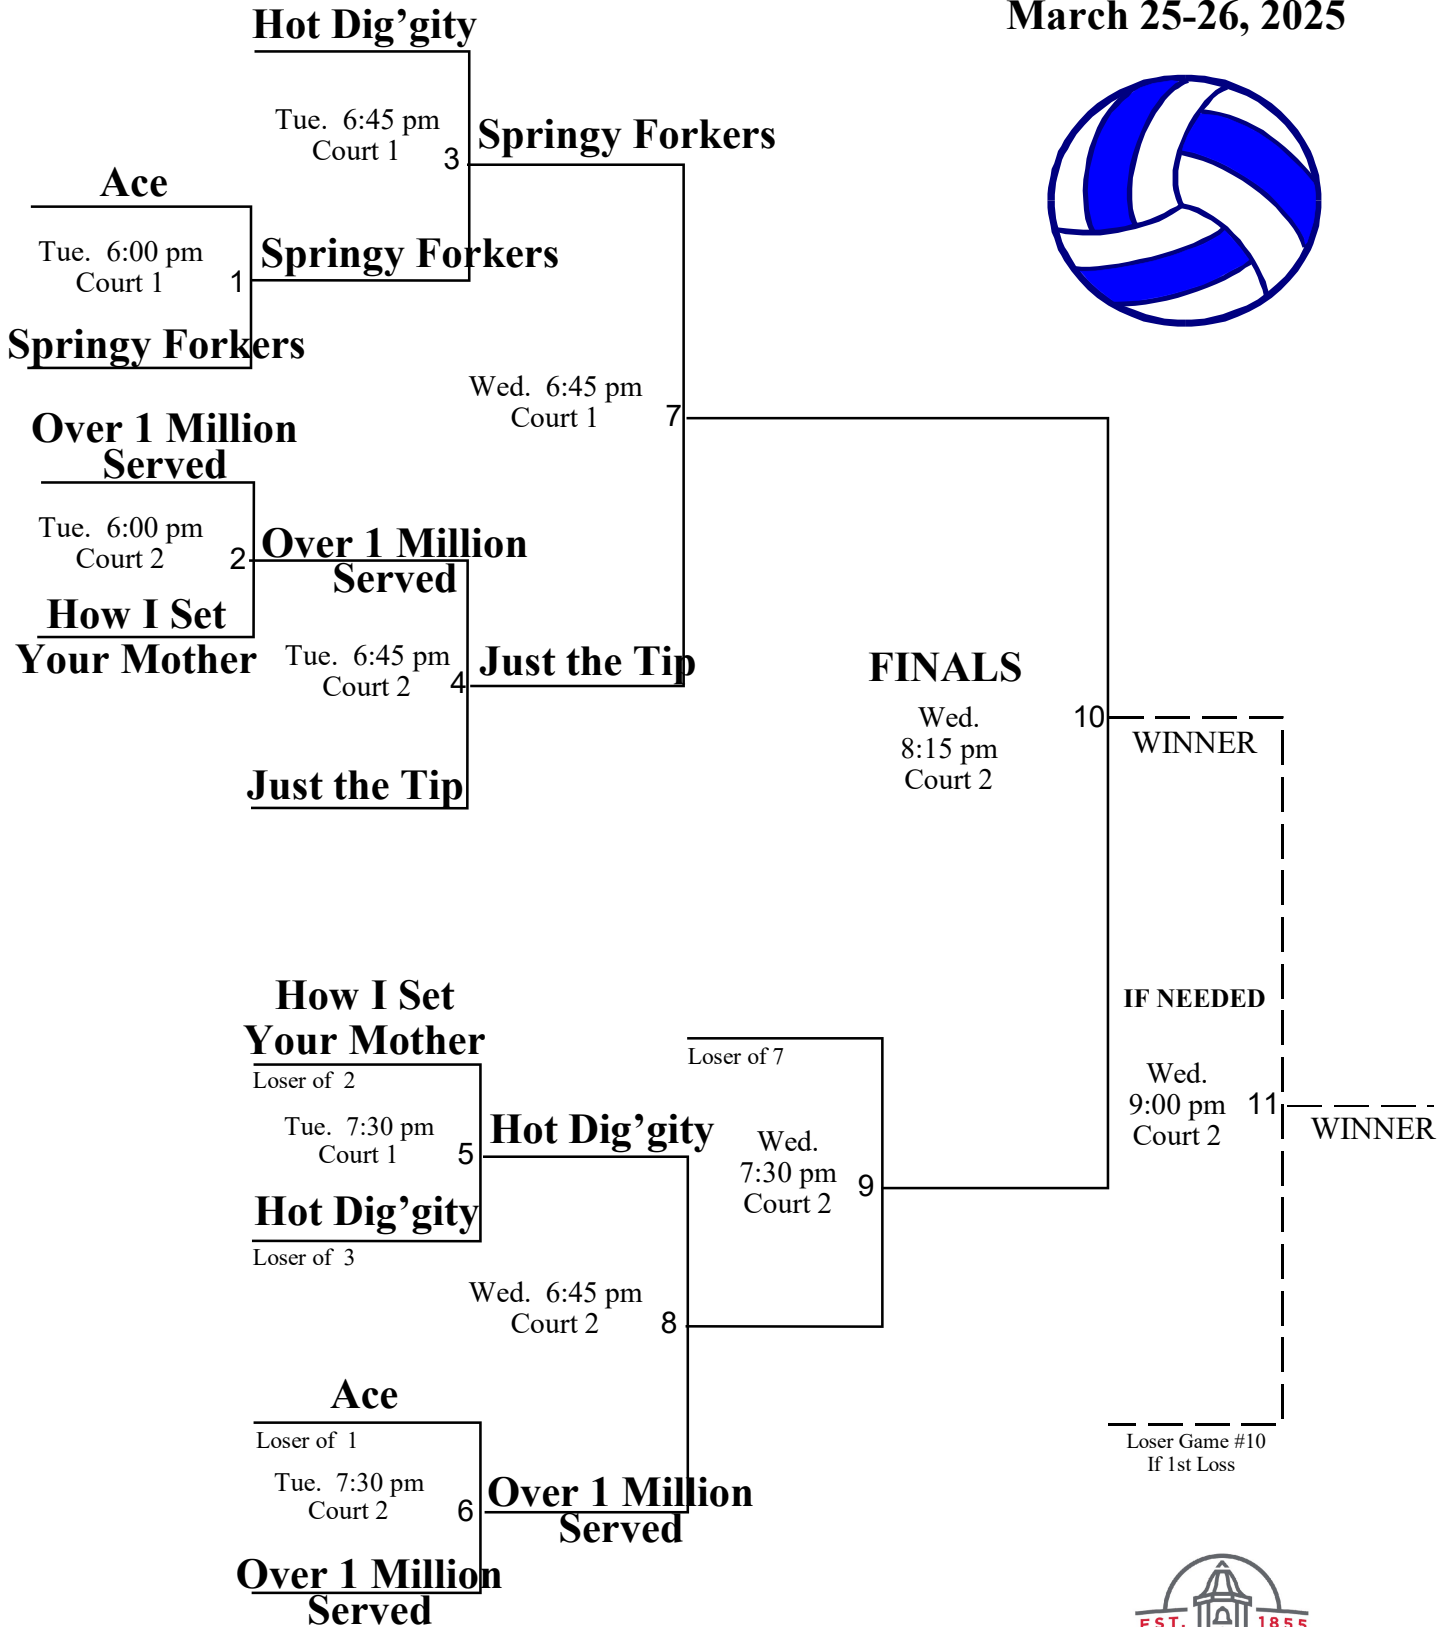 Hot Dig’gity
March 25-26, 2025
Tue. 6:45 pm
Court 1
3
Springy Forkers
Ace
Tue. 6:00 pm
Court 1
1
Springy Forkers
Springy Forkers
Wed. 6:45 pm
Court 1
7
Over 1 Million
Served
Tue. 6:00 pm
Court 2
2
Over 1 Million
Served
How I Set
Your Mother
Tue. 6:45 pm
Court 2
4
Just the Tip
Just the Tip
FINALS
Wed.
8:15 pm
Court 2
10
WINNER
How I Set
Your Mother
Loser of 2
Tue. 7:30 pm
Court 1
5
Hot Dig’gity
Hot Dig’gity
Loser of 3
Loser of 7
Wed.
7:30 pm
Court 2
9
IF NEEDED
Wed.
9:00 pm
Court 2
11
WINNER
Wed. 6:45 pm
Court 2
8
Ace
Loser of 1
Tue. 7:30 pm
Court 2
6
Over 1 Million
Served
Over 1 Million
Served
Loser Game #10
If 1st Loss
EST. 1855